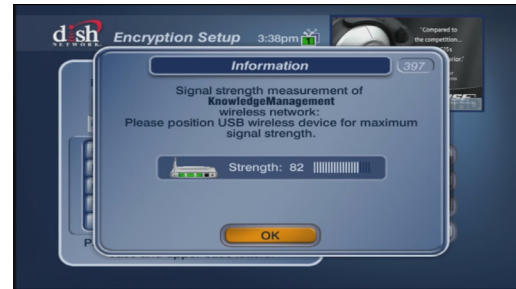 dish
NETWORK
Encryption Setup 3:38pm
"Compared to
the competition...
Information
397
Signal strength measurement of
KnowledgeManagement
wireless network:
Please position USB wireless device for maximum
signal strength.
Strength: 82
OK